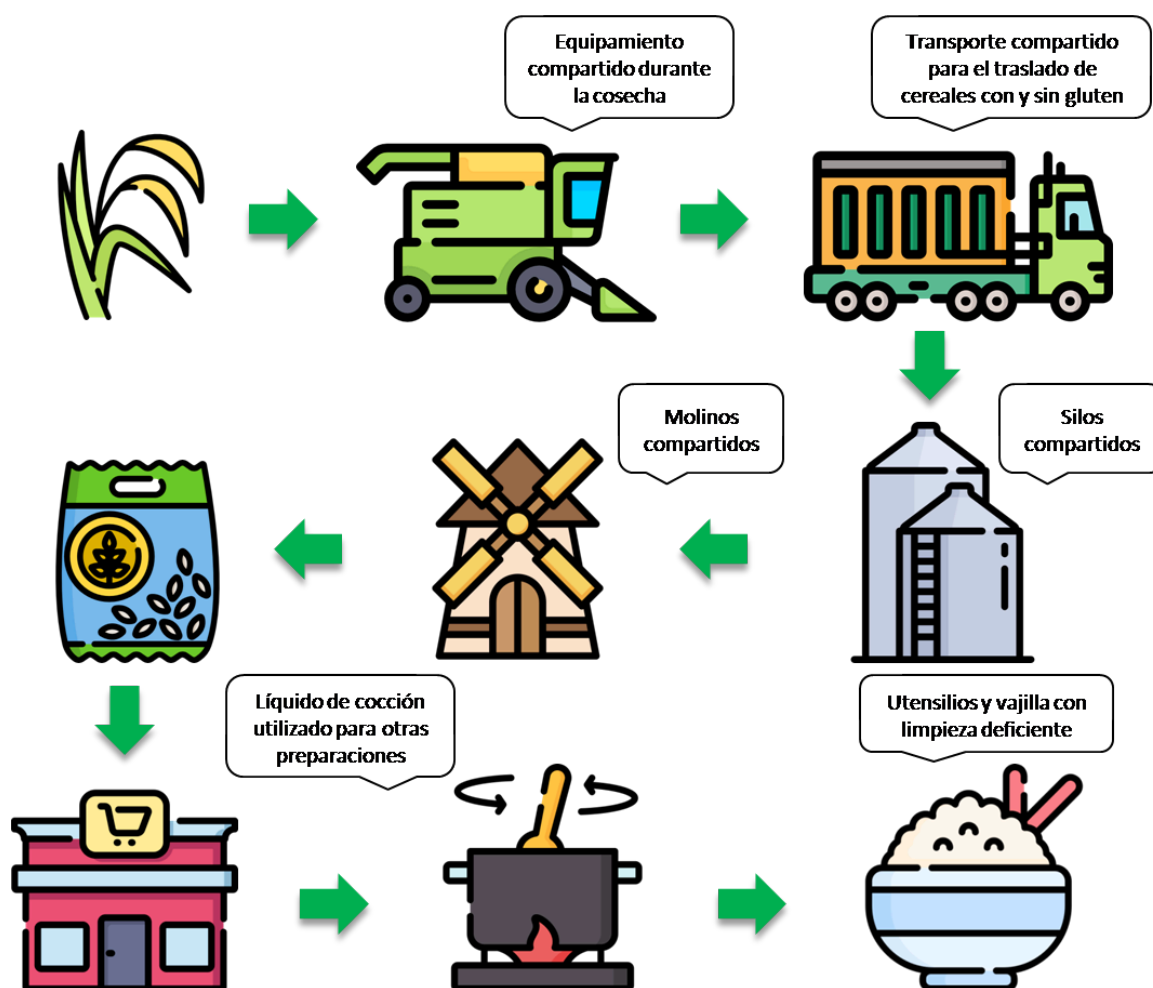 Equipamiento
compartido durante
la cosecha
Transporte compartido
para el traslado de
cereales con y sin gluten
Molinos
compartidos
Silos
compartidos
Líquido de cocción
utilizado para otras
preparaciones
Utensilios y vajilla con
limpieza deficiente